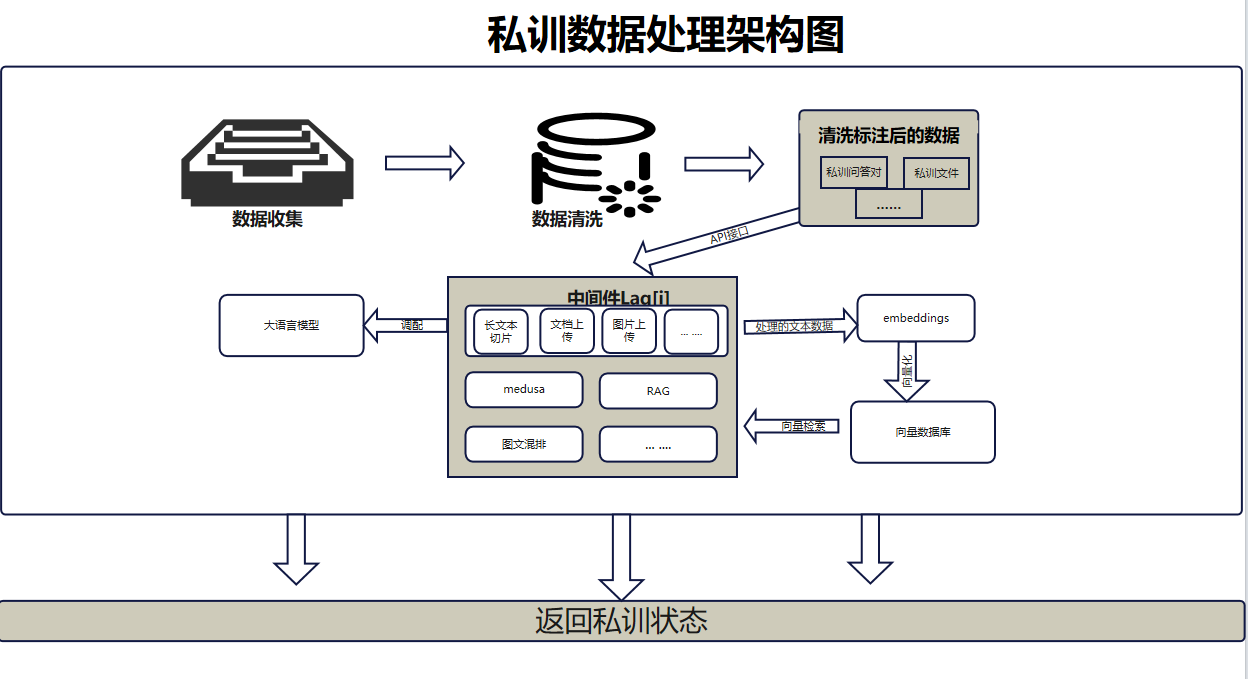 私训数据处理架构图
数据收集
数据清洗
清洗标注后的数据
私训问答对
私训文件
......
API接口
中间件Lag[i]
长文本
切片
文档上
传
图片上
传
... ....
medusa
RAG
图文混排
... ....
调配
大语言模型
处理的文本数据
embeddings
向量化
向量数据库
向量检索
返回私训状态